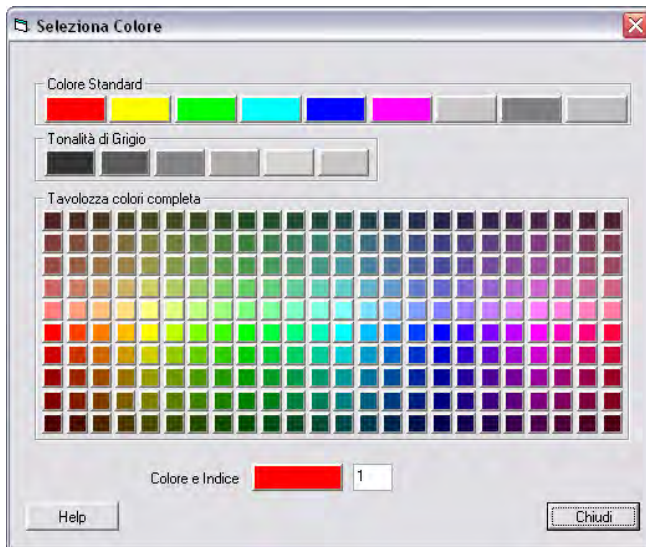 Seleziona Colore
Colore Standard
Tonalità di Grigio
Tavolozza colori completa
Colore e Indice 1
Help Chiudi